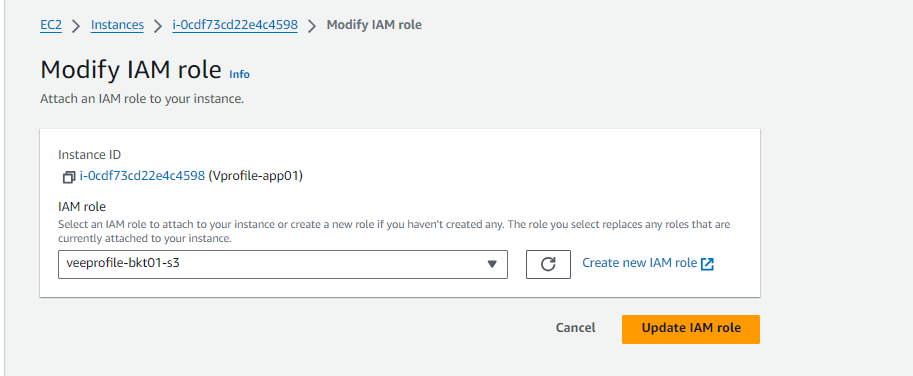 EC2 > Instances > i-0cdf73cd22e4c4598 > Modify IAM role
Modify IAM role Info
Attach an IAM role to your instance.
Instance ID
i-0cdf73cd22e4c4598 (Vprofile-app01)
IAM role
Select an IAM role to attach to your instance or create a new role if you haven't created any. The role you select replaces any roles that are
currently attached to your instance.
veeprofile-bkt01-s3
Create new IAM role
Cancel
Update IAM role